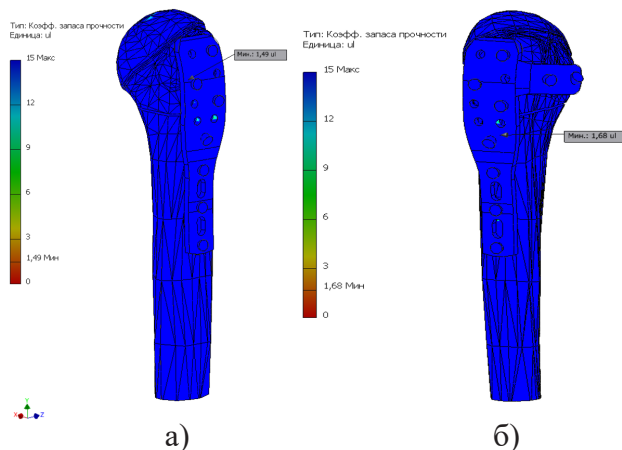 Тип: Коэфф. запаса прочности
Единица: ul
15 Макс
12
9
6
3
1,49 Мин
0
Мин.: 1,49 ul
Y
X
Z
а)
Тип: Коэфф. запаса прочности
Единица: ul
15 Макс
12
9
6
3
1,68 Мин
0
Мин.: 1,68 ul
б)